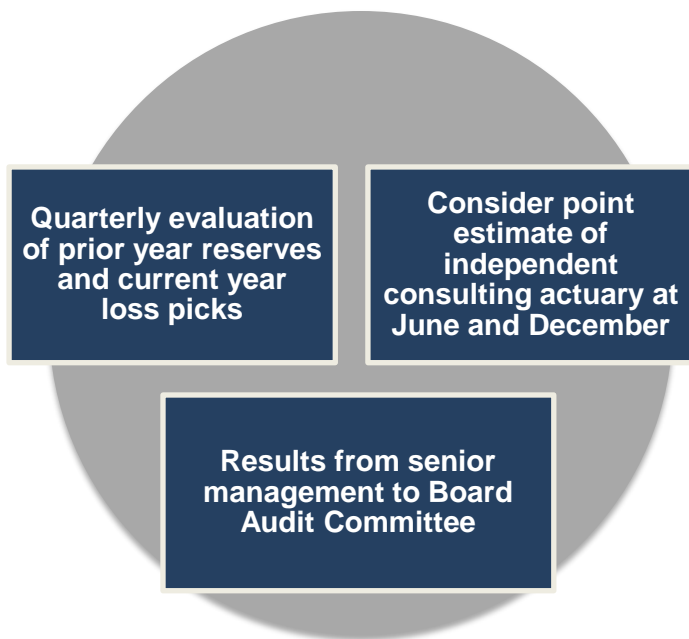 Quarterly evaluation
of prior year reserves
and current year
loss picks
Consider point
estimate of
independent
consulting actuary at
June and December
Results from senior
management to Board
Audit Committee